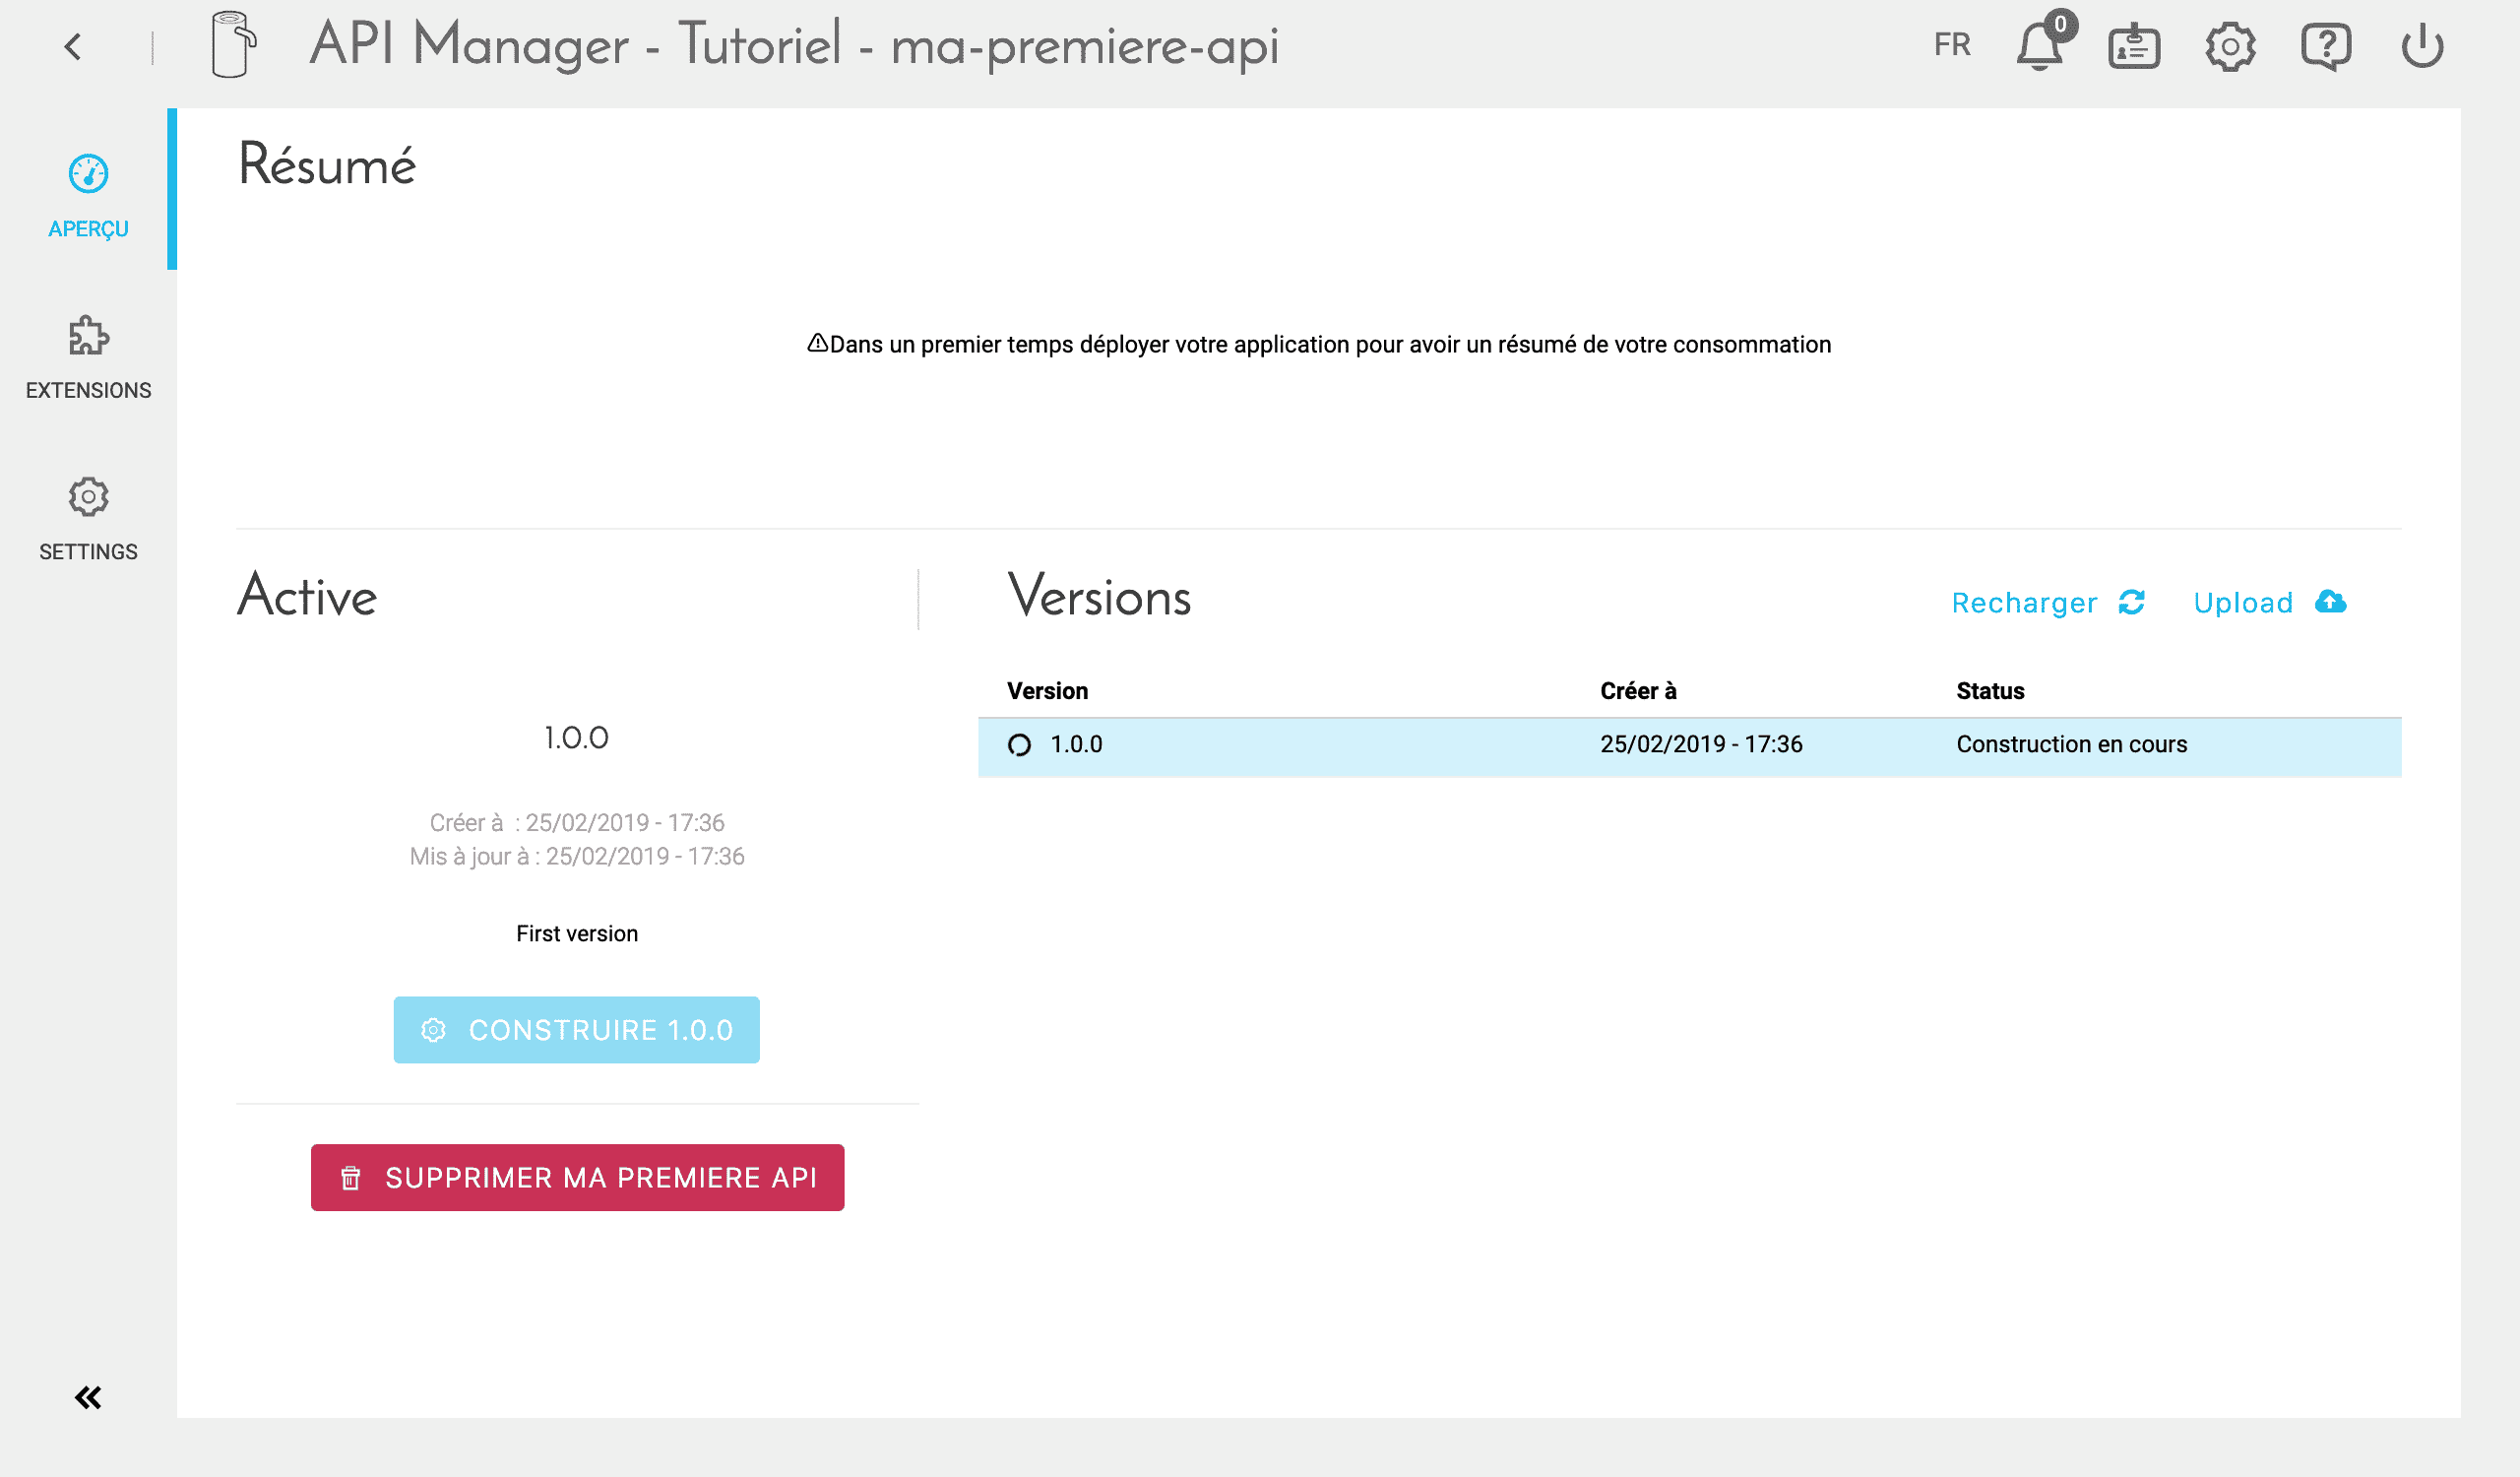 API Manager - Tutoriel - ma-premiere-api
FR
0
APERÇU
EXTENSIONS
SETTINGS
Résumé
Dans un premier temps déployer votre application pour avoir un résumé de votre consommation
Active
1.0.0
Créer à : 25/02/2019 - 17:36
Mis à jour à : 25/02/2019 - 17:36
First version
CONSTRUIRE 1.0.0
SUPPRIMER MA PREMIERE API
Versions
Recharger
Upload
Version Créer à Status
1.0.0 25/02/2019 - 17:36 Construction en cours